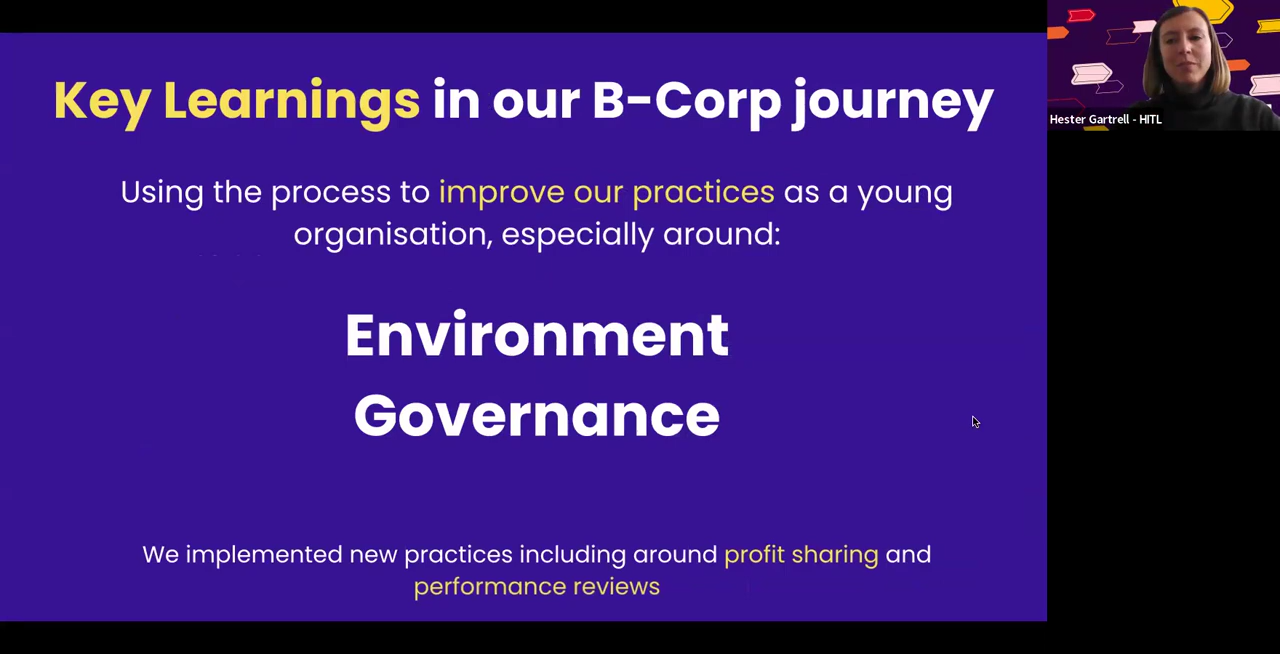 Key Learnings in our B-Corp journey
Using the process to improve our practices as a young
organisation, especially around:
Environment
Governance
We implemented new practices including around profit sharing and
performance reviews
Hester Gartrell - HITL